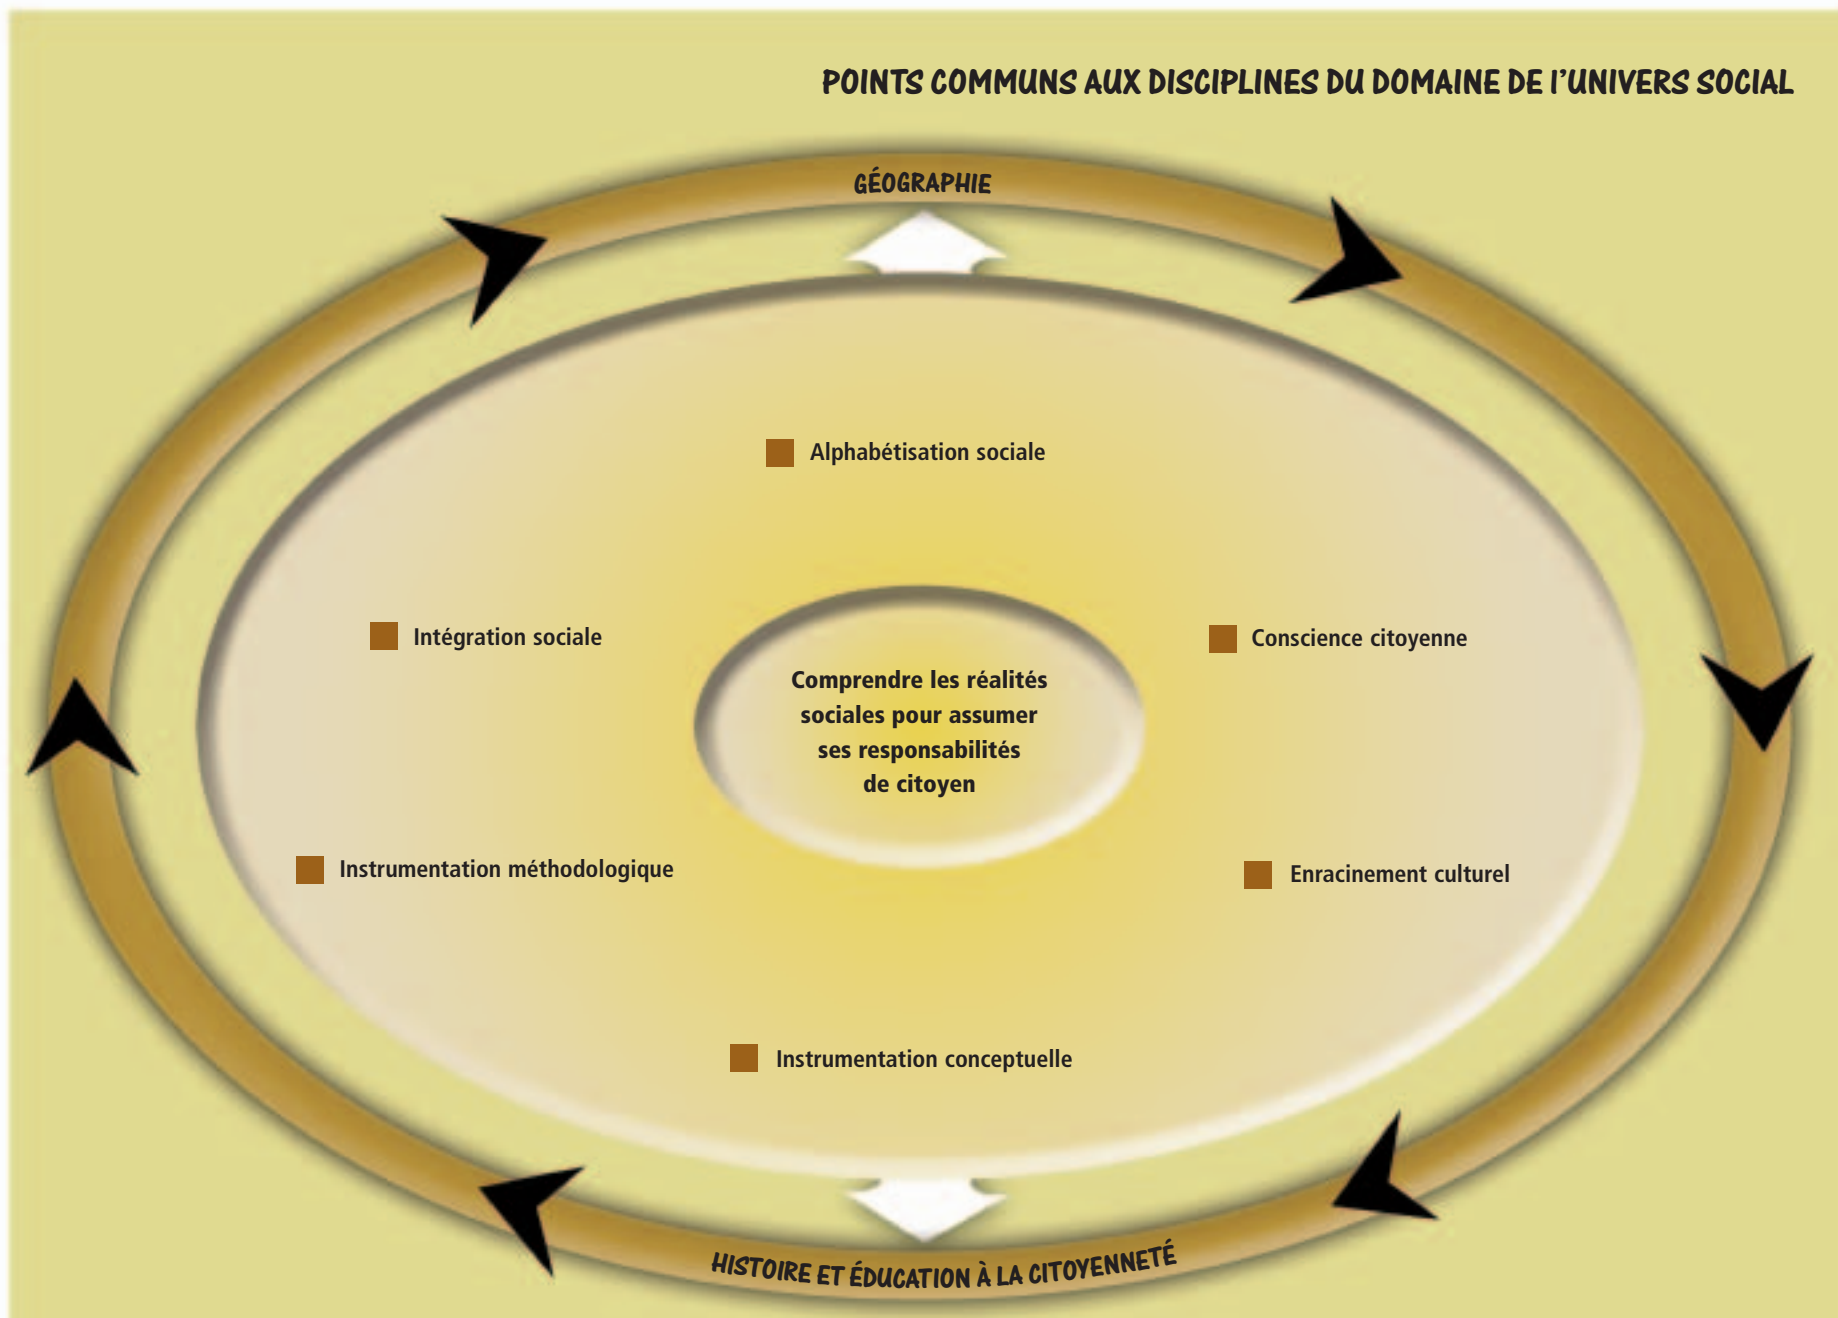 POINTS COMMUNS AUX DISCIPLINES DU DOMAINE DE l'UNIVERS SOCIAL
GÉOGRAPHIE
Alphabétisation sociale
Intégration sociale
Conscience citoyenne
Comprendre les réalités
sociales pour assumer
ses responsabilités
de citoyen
Instrumentation méthodologique
Enracinement culturel
Instrumentation conceptuelle
HISTOIRE ET ÉDUCATION À LA CITOYENNETÉ